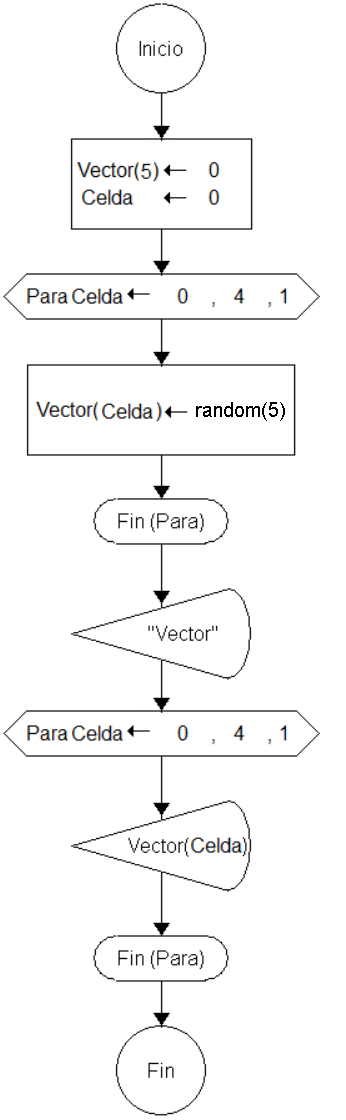 Inicio
Vector(5) ← 0
Celda ← 0
Para Celda ← 0 , 4 , 1
Vector( Celda ) ← random(5)
Fin (Para)
"Vector"
Para Celda ← 0 , 4 , 1
Vector(Celda)
Fin (Para)
Fin